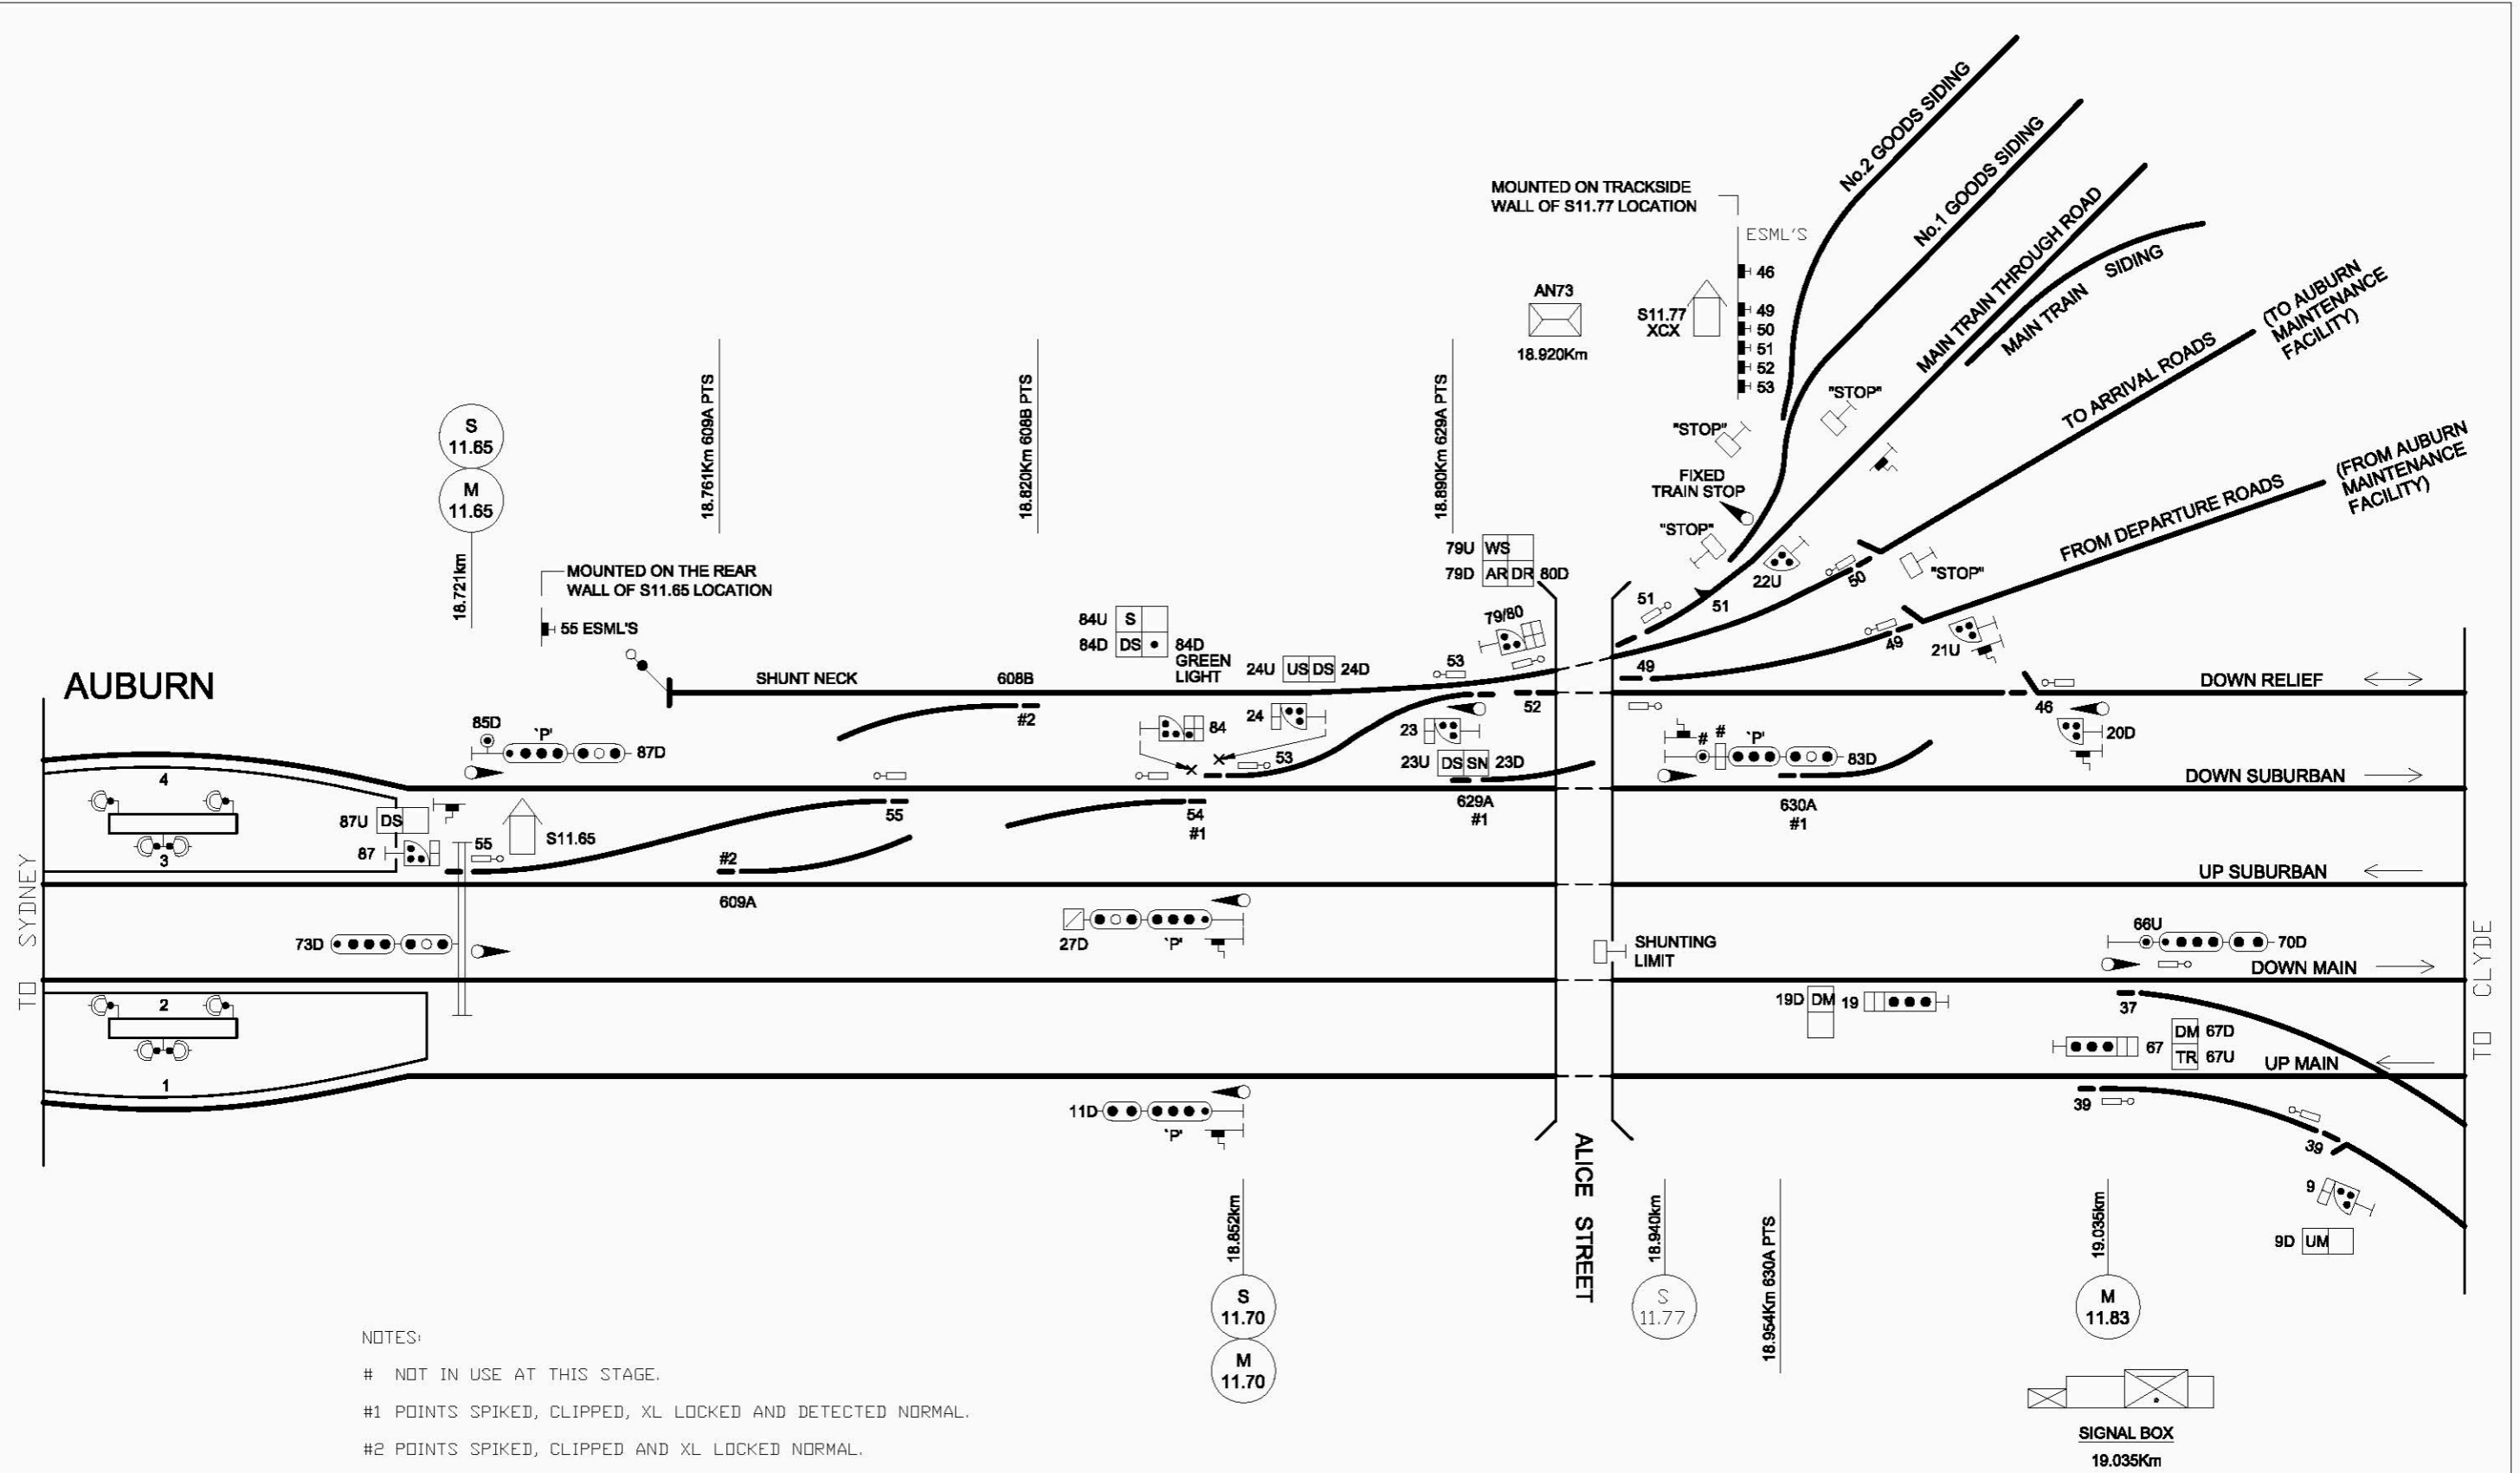 No.2 GOODS SIDING
No.1 GOODS SIDING
MAIN TRAIN THROUGH ROAD
MAIN TRAIN SIDING
TO ARRIVAL ROADS
(TO AUBURN
MAINTENANCE
FACILITY)
FROM DEPARTURE ROADS
(FROM AUBURN
MAINTENANCE
FACILITY)
MOUNTED ON TRACKSIDE
WALL OF S11.77 LOCATION
ESML'S
46
49
50
51
52
53
AN73
18.920Km
S11.77
XCX
"STOP"
"STOP"
FIXED
TRAIN STOP
"STOP"
"STOP"
S
11.65
M
11.65
18.721km
18.761Km 609A PTS
18.820Km 608B PTS
18.890Km 629A PTS
MOUNTED ON THE REAR
WALL OF S11.65 LOCATION
55 ESML'S
79U WS
79D AR DR 80D
79/80
84U S
84D DS 84D
GREEN
LIGHT
24U US DS 24D
53
51
51
22U
50
49
49
21U
AUBURN
SHUNT NECK
608B
#2
84
24
53
23
23U DS SN 23D
52
DOWN RELIEF
46
20D
85D
'P'
87D
# # 'P'
83D
DOWN SUBURBAN
4
3
87U DS
87
55
S11.65
55
54
#1
629A
#1
630A
#1
#2
609A
UP SUBURBAN
TO SYDNEY
73D
27D
'P'
SHUNTING
LIMIT
66U
70D
DOWN MAIN
TO CLYDE
2
1
19D DM 19
37
67
DM 67D
TR 67U
UP MAIN
11D
'P'
39
39
9
9D UM
ALICE STREET
18.852km
S
11.70
M
11.70
18.940km
S
11.77
18.954Km 630A PTS
19.035km
M
11.83
SIGNAL BOX
19.035Km
NOTES:
# NOT IN USE AT THIS STAGE.
#1 POINTS SPIKED, CLIPPED, XL LOCKED AND DETECTED NORMAL.
#2 POINTS SPIKED, CLIPPED AND XL LOCKED NORMAL.